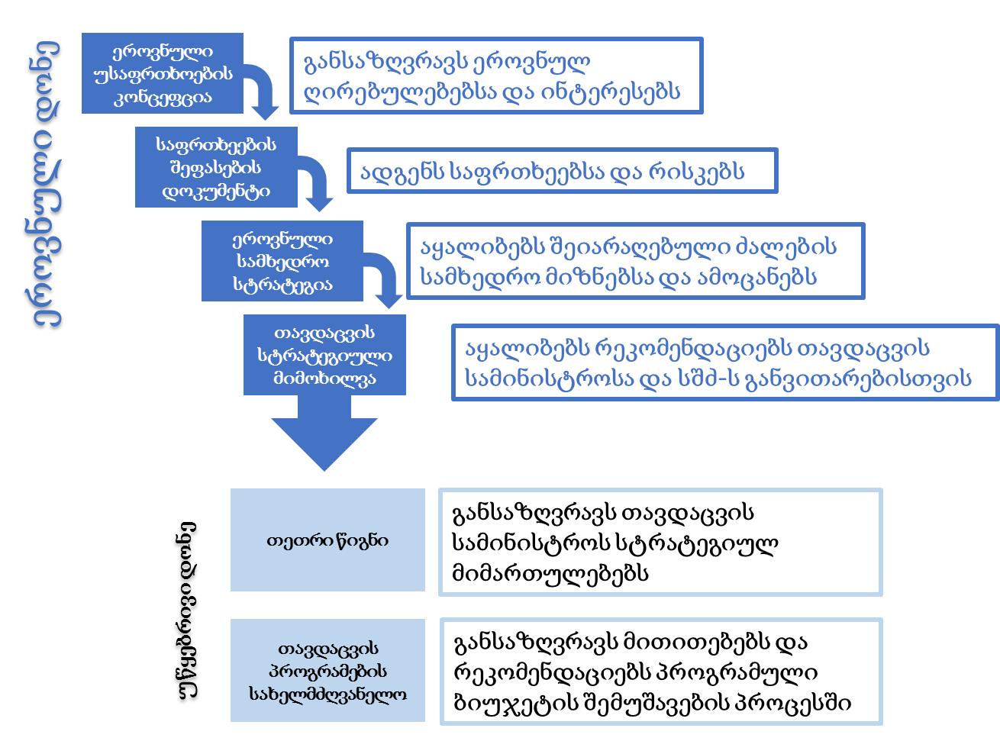 ეროვნული დონე
ეროვნული
უსაფრთხოების
კონცეფცია
განსაზღვრავს ეროვნულ
ღირებულებებსა და ინტერესებს
საფრთხეების
შეფასების
დოკუმენტი
ადგენს საფრთხეებსა და რისკებს
ეროვნული
სამხედრო
სტრატეგია
აყალიბებს შეიარაღებული ძალების
სამხედრო მიზნებსა და ამოცანებს
თავდაცვის
სტრატეგიული
მიმოხილვა
აყალიბებს რეკომენდაციებს თავდაცვის
სამინისტროსა და სშძ-ს განვითარებისთვის
უწყებრივი დონე
თეთრი წიგნი
განსაზღვრავს თავდაცვის
სამინისტროს სტრატეგიულ
მიმართულებებს
თავდაცვის
პროგრამების
სახელმძღვანელო
განსაზღვრავს მითითებებს და
რეკომენდაციებს პროგრამული
ბიუჯეტის შემუშავების პროცესში